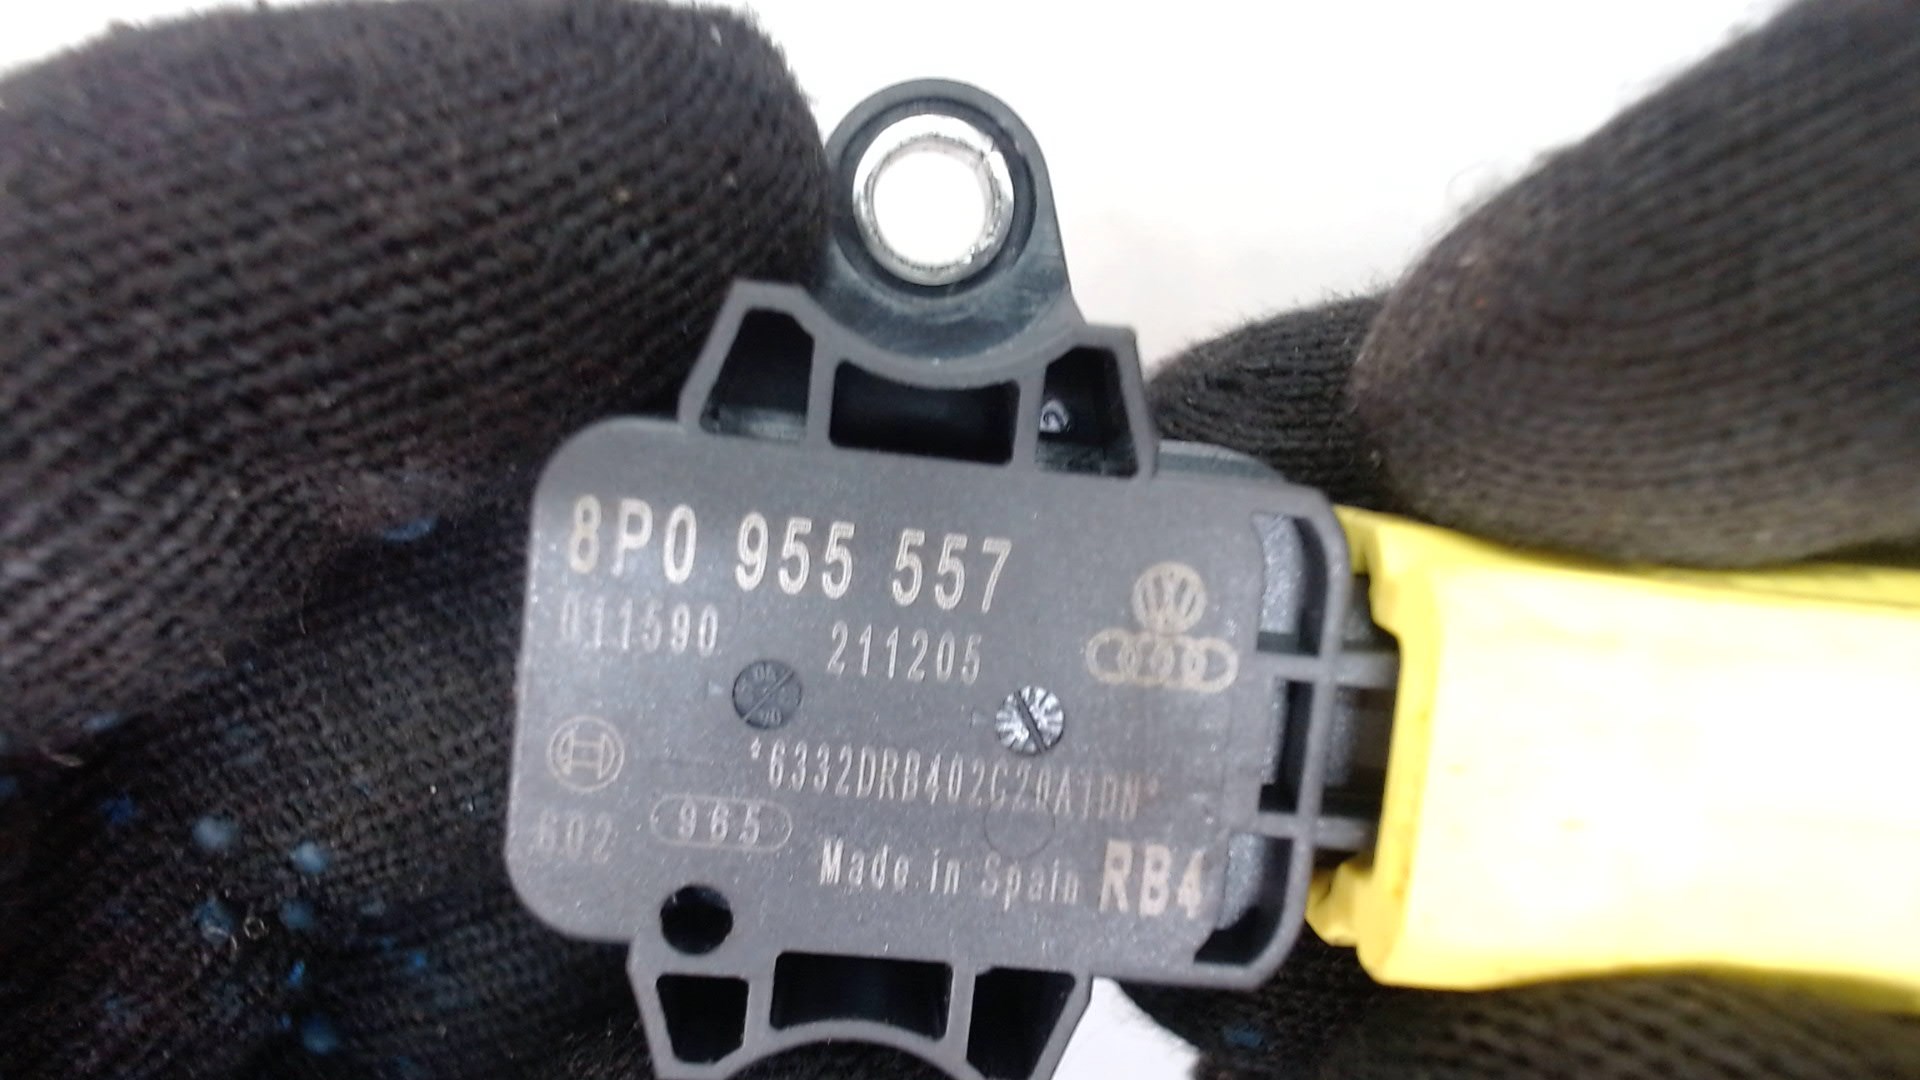 8P0 955 557
011590 211205
*6332DRB402C20A1DN*
602 965
Made in Spain RB4